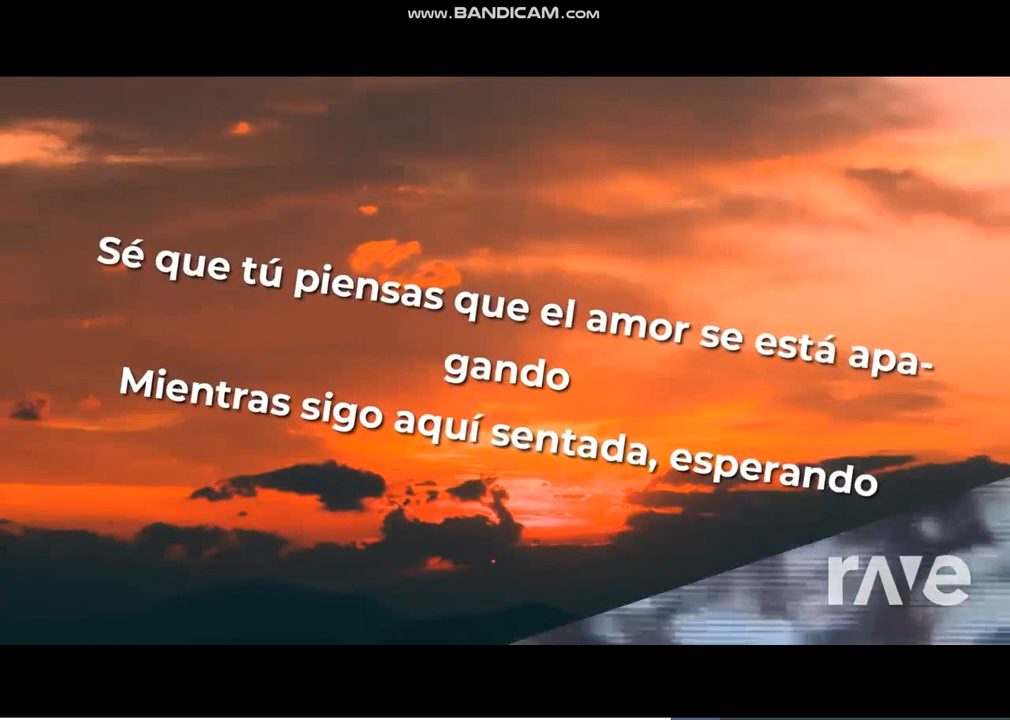 www.BANDICAM.com
Sé que tú piensas que el amor se está apa-
gando
Mientras sigo aquí sentada, esperando
rave